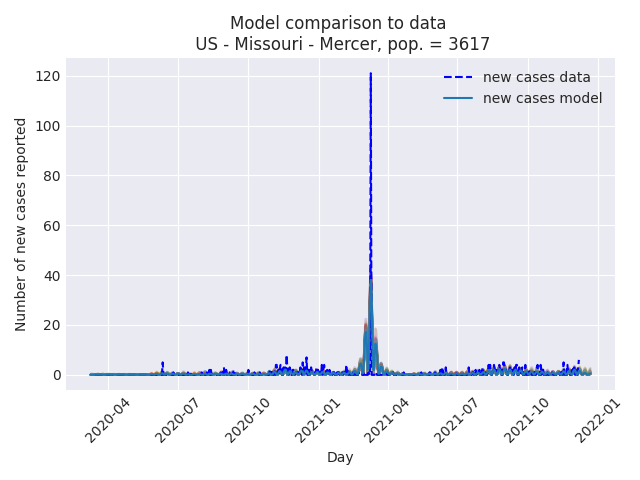 Model comparison to data
US - Missouri - Mercer, pop. = 3617
new cases data
new cases model
Number of new cases reported
120
100
80
60
40
20
0
2020-04
2020-07
2020-10
2021-01
2021-04
2021-07
2021-10
2022-01
Day